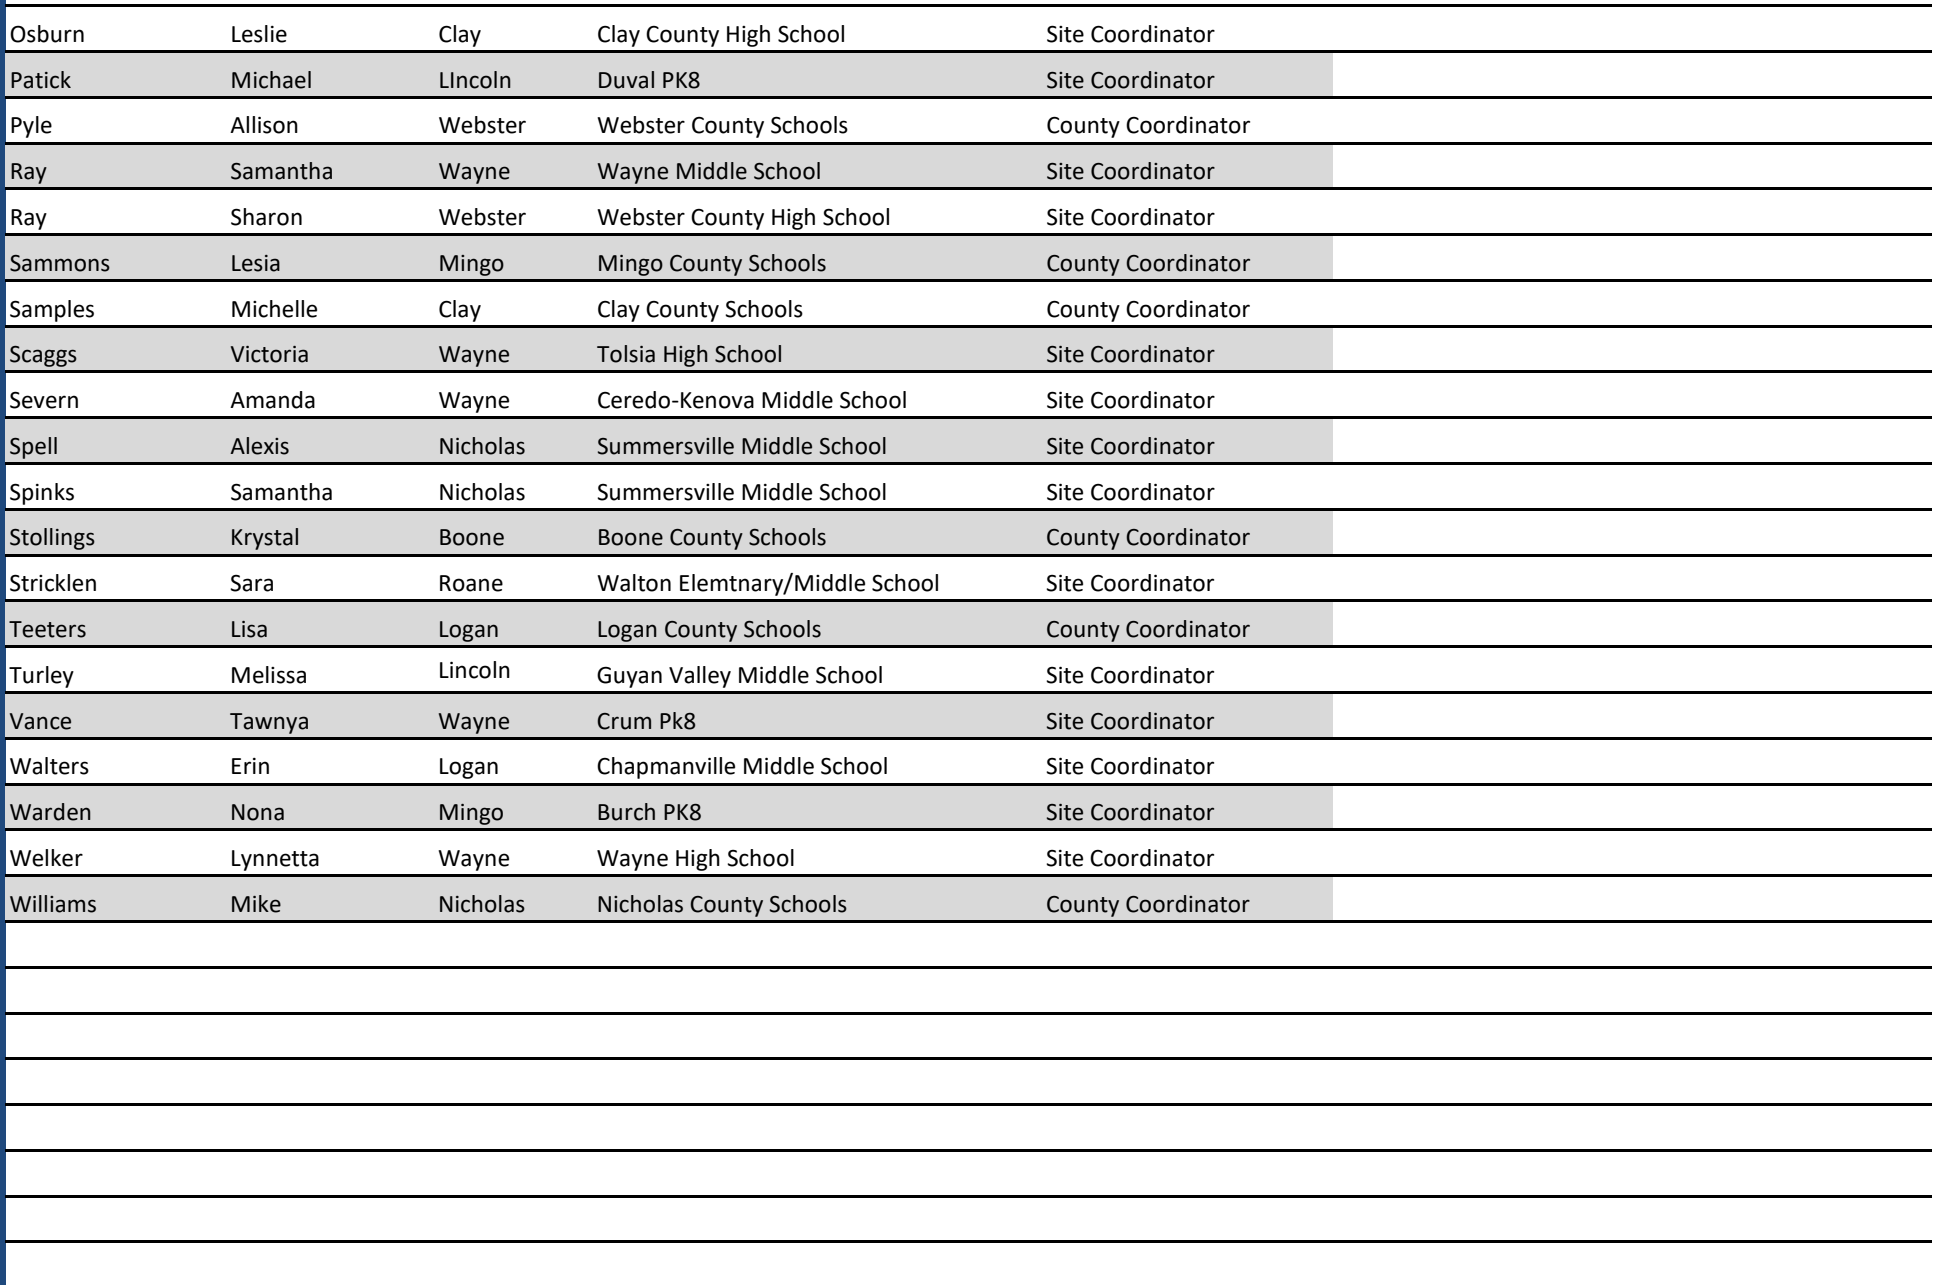 Osburn Leslie Clay Clay County High School Site Coordinator
Patick Michael LIncoln Duval PK8 Site Coordinator
Pyle Allison Webster Webster County Schools County Coordinator
Ray Samantha Wayne Wayne Middle School Site Coordinator
Ray Sharon Webster Webster County High School Site Coordinator
Sammons Lesia Mingo Mingo County Schools County Coordinator
Samples Michelle Clay Clay County Schools County Coordinator
Scaggs Victoria Wayne Tolsia High School Site Coordinator
Severn Amanda Wayne Ceredo-Kenova Middle School Site Coordinator
Spell Alexis Nicholas Summersville Middle School Site Coordinator
Spinks Samantha Nicholas Summersville Middle School Site Coordinator
Stollings Krystal Boone Boone County Schools County Coordinator
Stricklen Sara Roane Walton Elemtnary/Middle School Site Coordinator
Teeters Lisa Logan Logan County Schools County Coordinator
Turley Melissa Lincoln Guyan Valley Middle School Site Coordinator
Vance Tawnya Wayne Crum Pk8 Site Coordinator
Walters Erin Logan Chapmanville Middle School Site Coordinator
Warden Nona Mingo Burch PK8 Site Coordinator
Welker Lynnetta Wayne Wayne High School Site Coordinator
Williams Mike Nicholas Nicholas County Schools County Coordinator